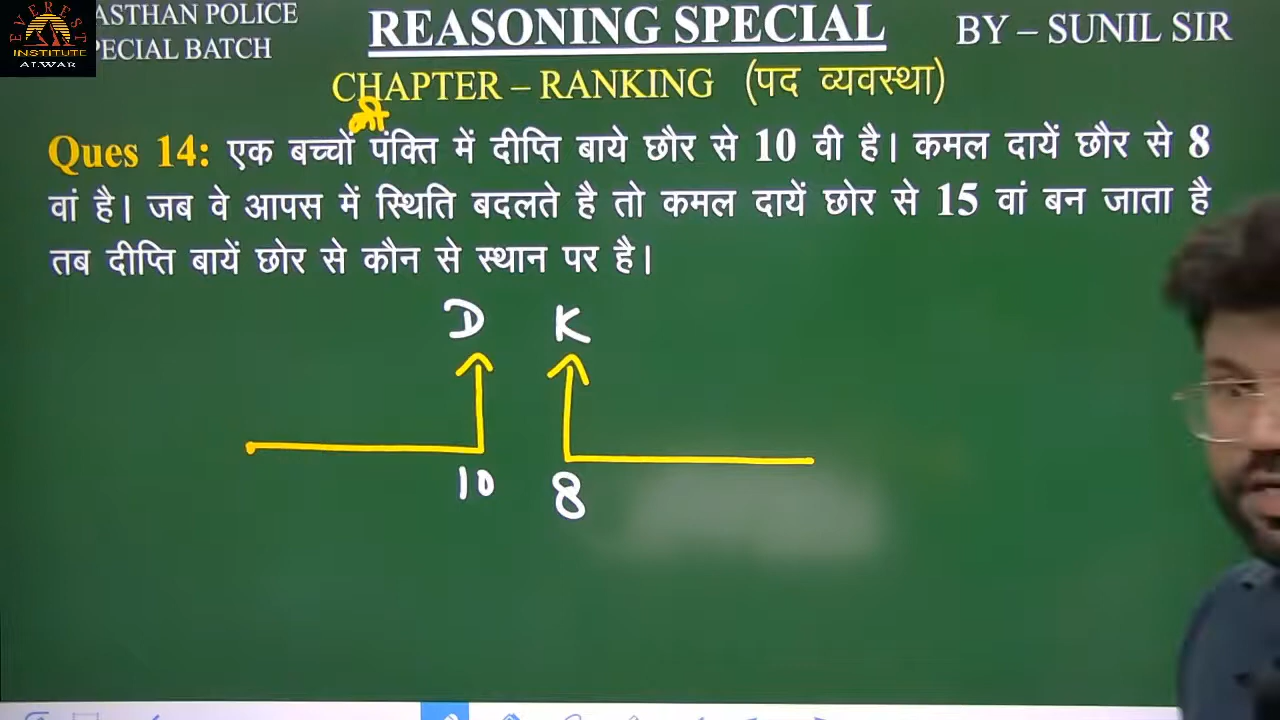 EVEREST
INSTITUTE
ALWAR
ASTHAN POLICE
PECIAL BATCH
REASONING SPECIAL
BY – SUNIL SIR
CHAPTER – RANKING (पद व्यवस्था)
की
Ques 14: एक बच्चों पंक्ति में दीप्ति बाये छौर से 10 वी है। कमल दायें छौर से 8
वां है। जब वे आपस में स्थिति बदलते है तो कमल दायें छोर से 15 वां बन जाता है
तब दीप्ति बायें छोर से कौन से स्थान पर है।
D K
10 8